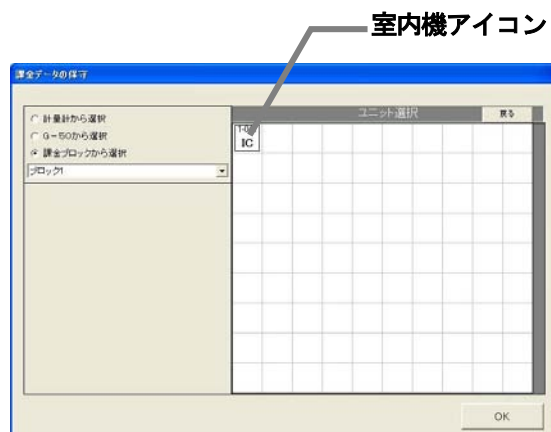 室内機アイコン
課金データの保守
ユニット選択
戻る
計量計から選択
G-50から選択
課金ブロックから選択
ブロック1
IC
OK